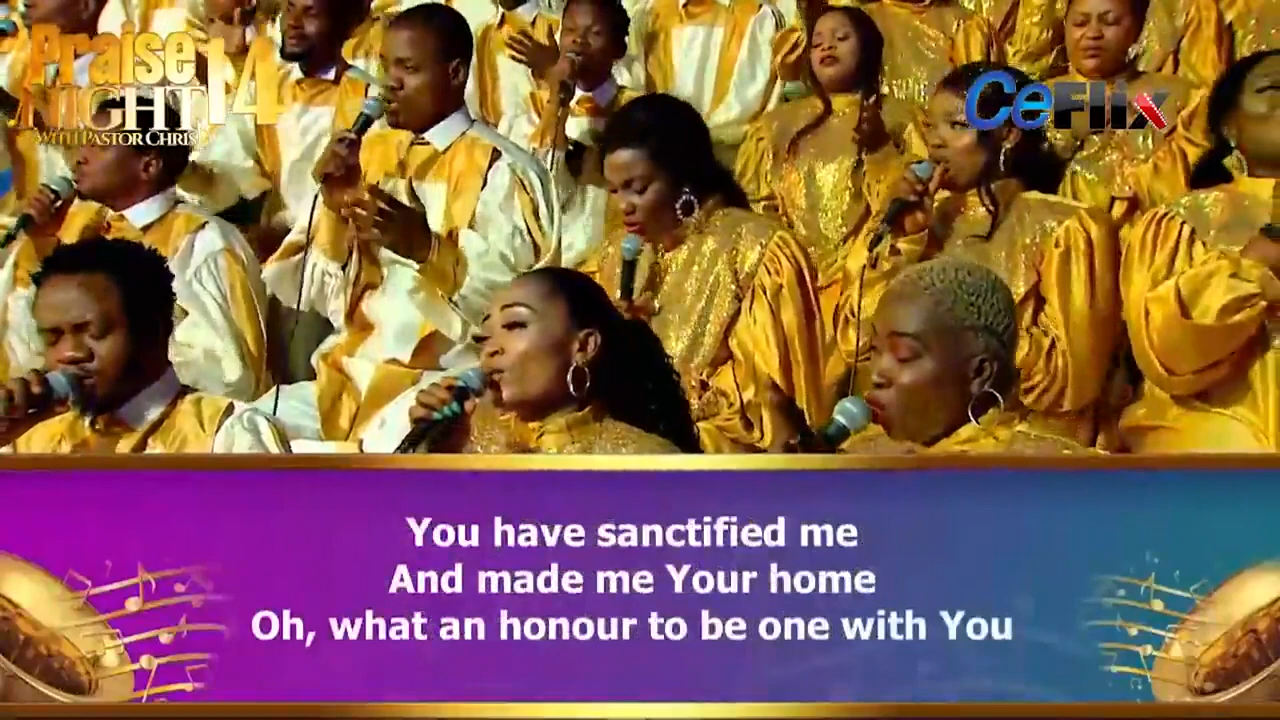 Praise
NIGHT 14
WITH PASTOR CHRIS
CeFlix
You have sanctified me
And made me Your home
Oh, what an honour to be one with You